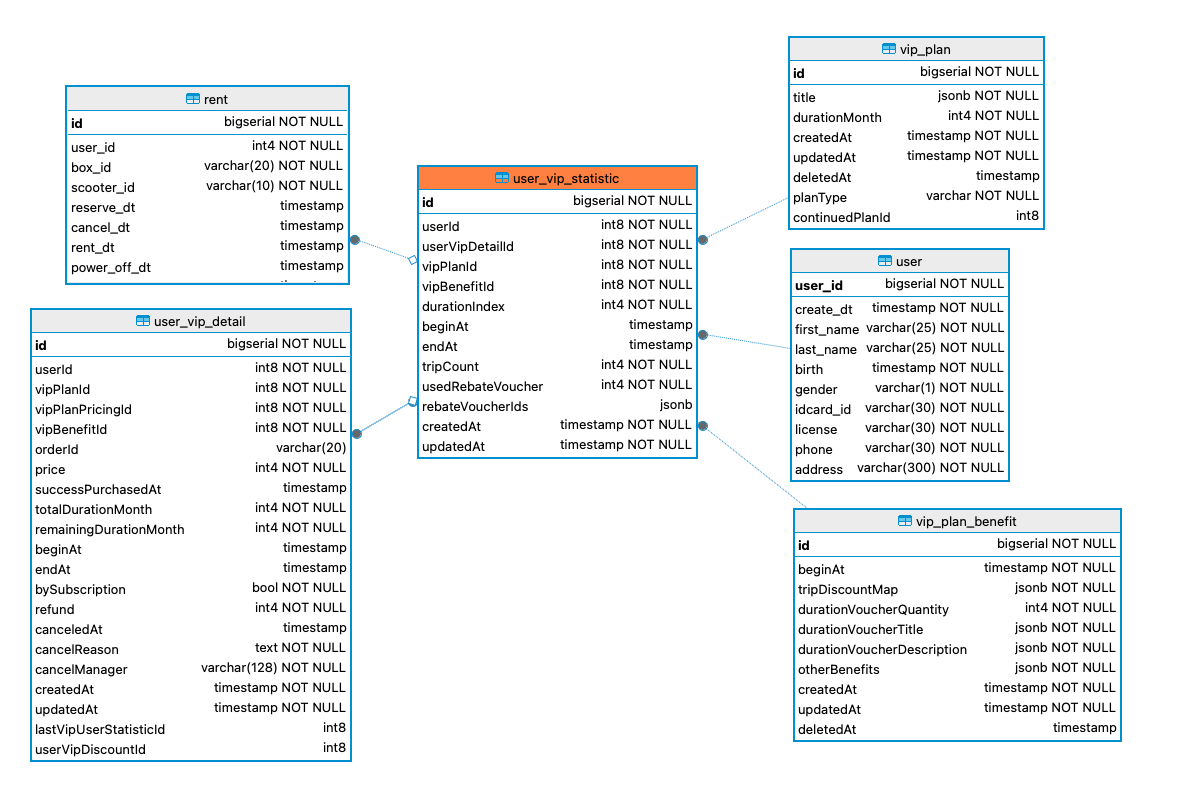 rent
id bigserial NOT NULL
user_id int4 NOT NULL
box_id varchar(20) NOT NULL
scooter_id varchar(10) NOT NULL
reserve_dt timestamp
cancel_dt timestamp
rent_dt timestamp
power_off_dt timestamp
user_vip_detail
id bigserial NOT NULL
userId int8 NOT NULL
vipPlanId int8 NOT NULL
vipPlanPricingId int8 NOT NULL
vipBenefitId int8 NOT NULL
orderId varchar(20)
price int4 NOT NULL
successPurchasedAt timestamp
totalDurationMonth int4 NOT NULL
remainingDurationMonth int4 NOT NULL
beginAt timestamp
endAt timestamp
bySubscription bool NOT NULL
refund int4 NOT NULL
canceledAt timestamp
cancelReason text NOT NULL
cancelManager varchar(128) NOT NULL
createdAt timestamp NOT NULL
updatedAt timestamp NOT NULL
lastVipUserStatisticId int8
userVipDiscountId int8
user_vip_statistic
id bigserial NOT NULL
userId int8 NOT NULL
userVipDetailId int8 NOT NULL
vipPlanId int8 NOT NULL
vipBenefitId int8 NOT NULL
durationIndex int4 NOT NULL
beginAt timestamp
endAt timestamp
tripCount int4 NOT NULL
usedRebateVoucher int4 NOT NULL
rebateVoucherIds jsonb
createdAt timestamp NOT NULL
updatedAt timestamp NOT NULL
vip_plan
id bigserial NOT NULL
title jsonb NOT NULL
durationMonth int4 NOT NULL
createdAt timestamp NOT NULL
updatedAt timestamp NOT NULL
deletedAt timestamp
planType varchar NOT NULL
continuedPlanId int8
user
user_id bigserial NOT NULL
create_dt timestamp NOT NULL
first_name varchar(25) NOT NULL
last_name varchar(25) NOT NULL
birth timestamp NOT NULL
gender varchar(1) NOT NULL
idcard_id varchar(30) NOT NULL
license varchar(30) NOT NULL
phone varchar(30) NOT NULL
address varchar(300) NOT NULL
vip_plan_benefit
id bigserial NOT NULL
beginAt timestamp NOT NULL
tripDiscountMap jsonb NOT NULL
durationVoucherQuantity int4 NOT NULL
durationVoucherTitle jsonb NOT NULL
durationVoucherDescription jsonb NOT NULL
otherBenefits jsonb NOT NULL
createdAt timestamp NOT NULL
updatedAt timestamp NOT NULL
deletedAt timestamp